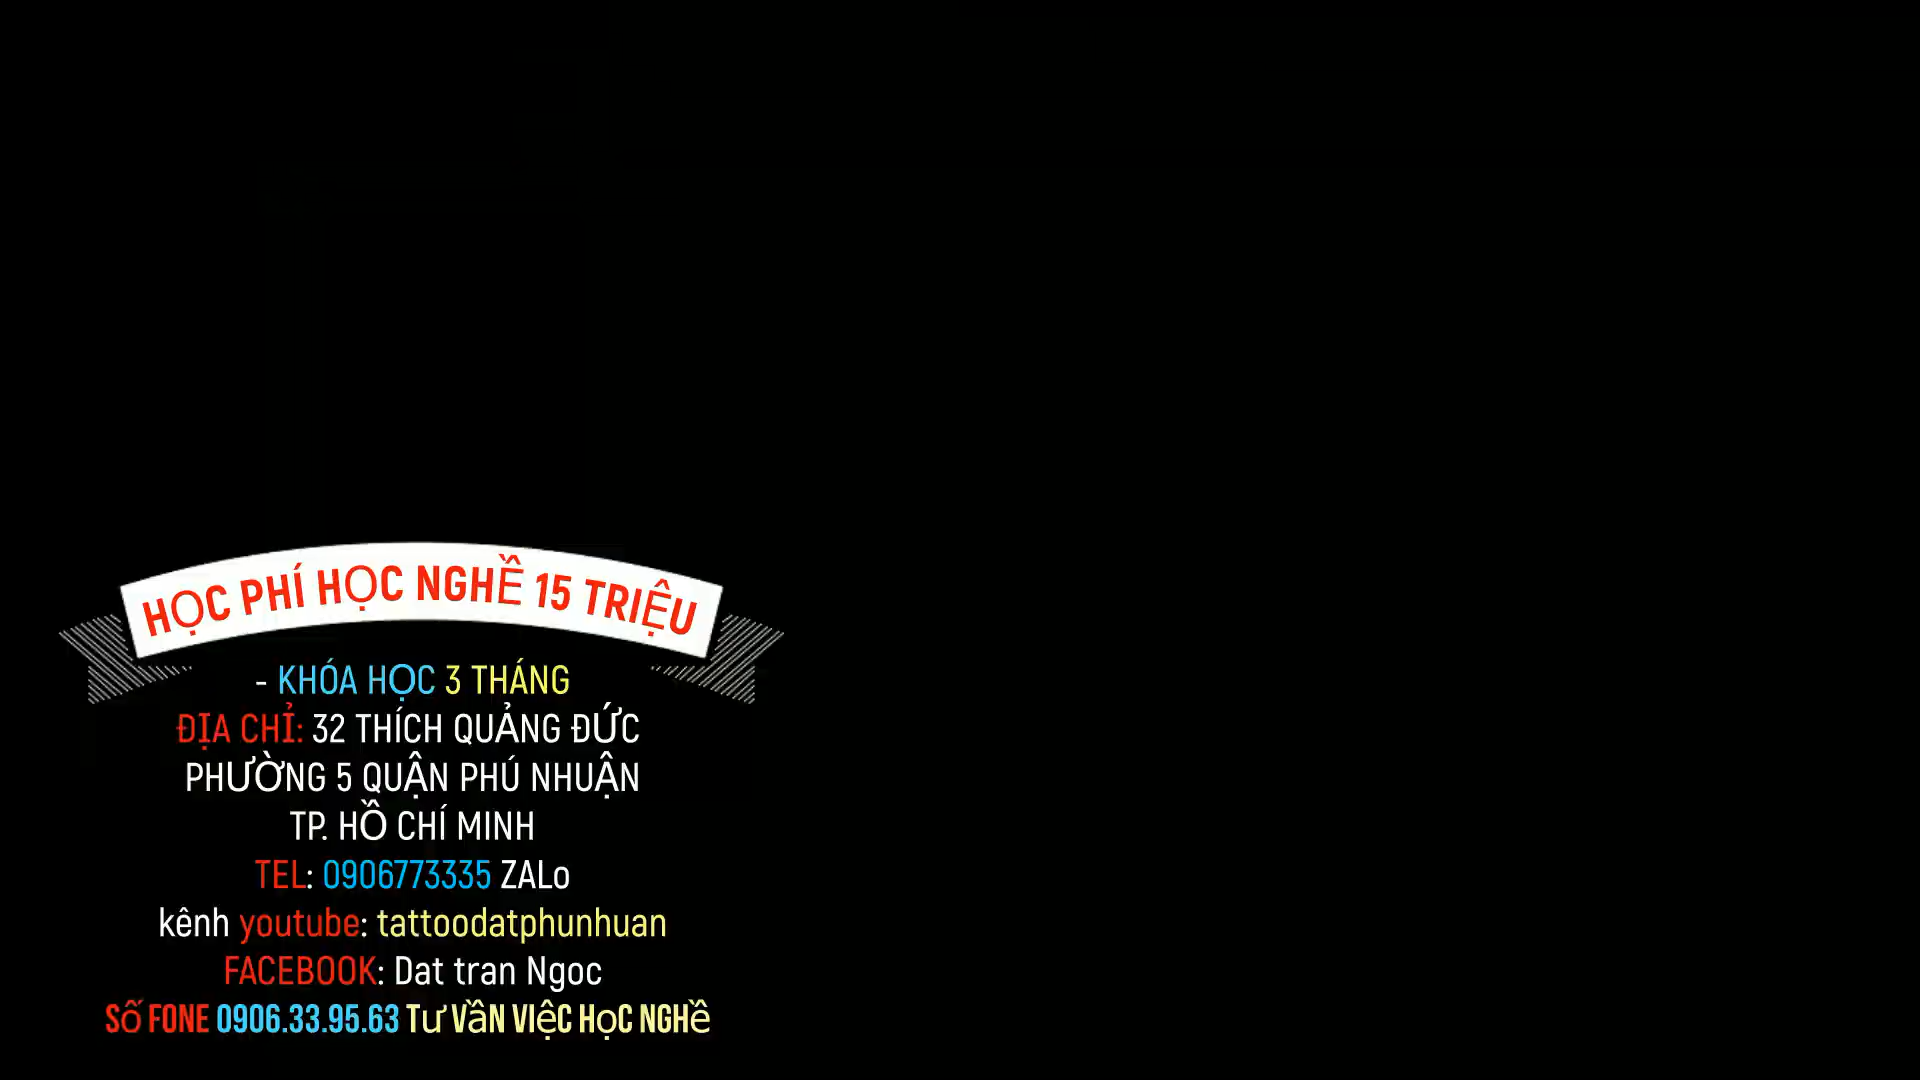 HỌC PHÍ HỌC NGHỀ 15 TRIỆU
- KHÓA HỌC 3 THÁNG
ĐỊA CHỈ: 32 THÍCH QUẢNG ĐỨC
PHƯỜNG 5 QUẬN PHÚ NHUẬN
TP. HỒ CHÍ MINH
TEL: 0906773335 ZALo
kênh youtube: tattoodatphunhuan
FACEBOOK: Dat tran Ngoc
Số FONE 0906.33.95.63 Tư VầN VIệC HọC NGHề